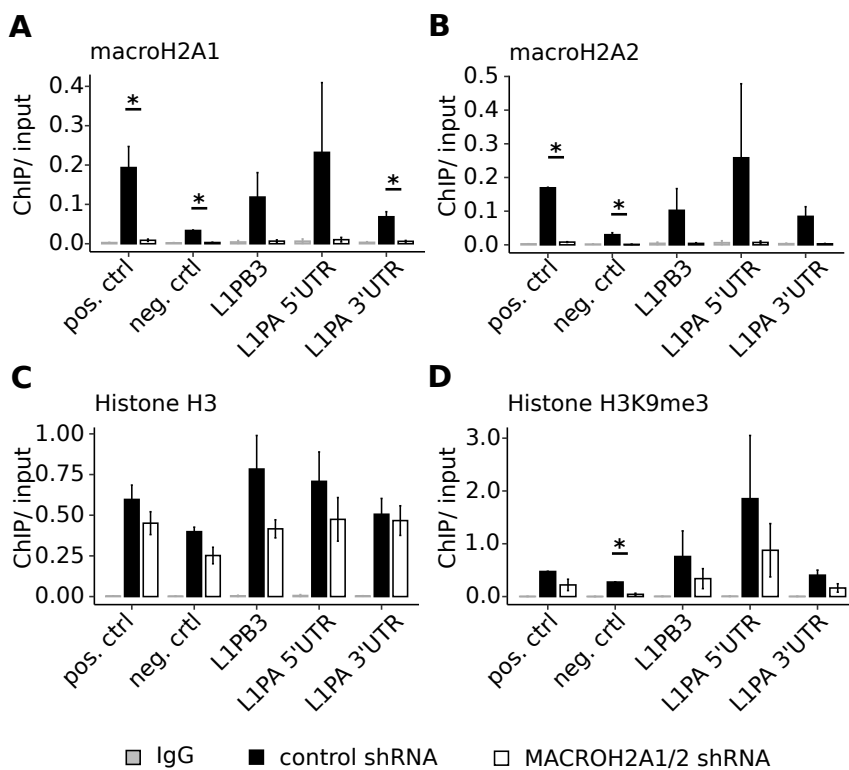 A
macroH2A1
ChIP/ input
0.4
0.3
0.2
0.1
0.0
*
*
*
pos. ctrl
neg. crtl
L1PB3
L1PA 5'UTR
L1PA 3'UTR
B
macroH2A2
ChIP/ input
0.5
0.4
0.3
0.2
0.1
0.0
*
*
pos. ctrl
neg. crtl
L1PB3
L1PA 5'UTR
L1PA 3'UTR
C
Histone H3
ChIP/ input
1.00
0.75
0.50
0.25
0.00
pos. ctrl
neg. crtl
L1PB3
L1PA 5'UTR
L1PA 3'UTR
D
Histone H3K9me3
ChIP/ input
3.0
2.0
1.0
0.0
*
pos. ctrl
neg. crtl
L1PB3
L1PA 5'UTR
L1PA 3'UTR
IgG
control shRNA
MACROH2A1/2 shRNA